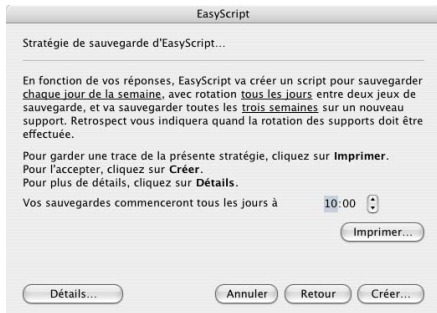 EasyScript
Stratégie de sauvegarde d'EasyScript...
En fonction de vos réponses, EasyScript va créer un script pour sauvegarder
chaque jour de la semaine, avec rotation tous les jours entre deux jeux de
sauvegarde, et va sauvegarder toutes les trois semaines sur un nouveau
support. Retrospect vous indiquera quand la rotation des supports doit être
effectuée.
Pour garder une trace de la présente stratégie, cliquez sur Imprimer.
Pour l'accepter, cliquez sur Créer.
Pour plus de détails, cliquez sur Détails.
Vos sauvegardes commenceront tous les jours à 10:00
Imprimer...
Détails... Annuler Retour Créer...